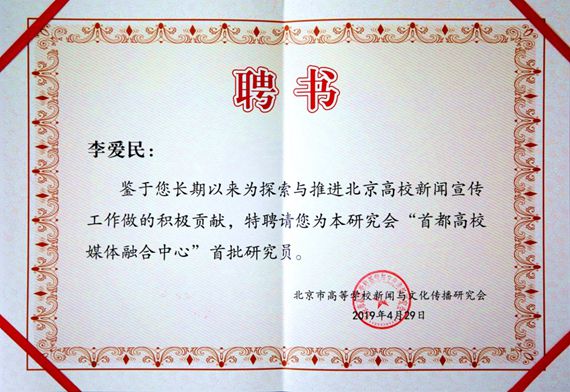 聘书
李爱民：
鉴于您长期以来为探索与推进北京高校新闻宣传
工作做的积极贡献，特聘请您为本研究会“首都高校
媒体融合中心”首批研究员。
北京市高等学校新闻与文化传播研究会
2019年4月29日